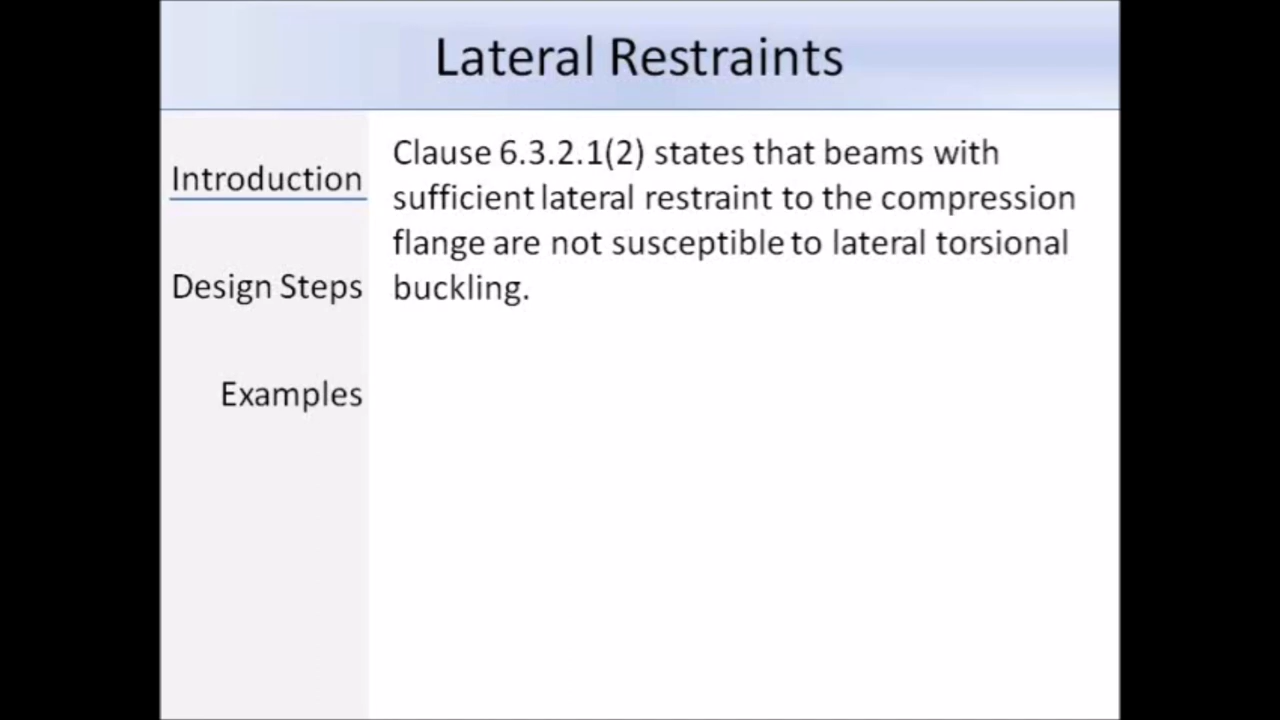 Lateral Restraints
Introduction
Design Steps
Examples
Clause 6.3.2.1(2) states that beams with
sufficient lateral restraint to the compression
flange are not susceptible to lateral torsional
buckling.